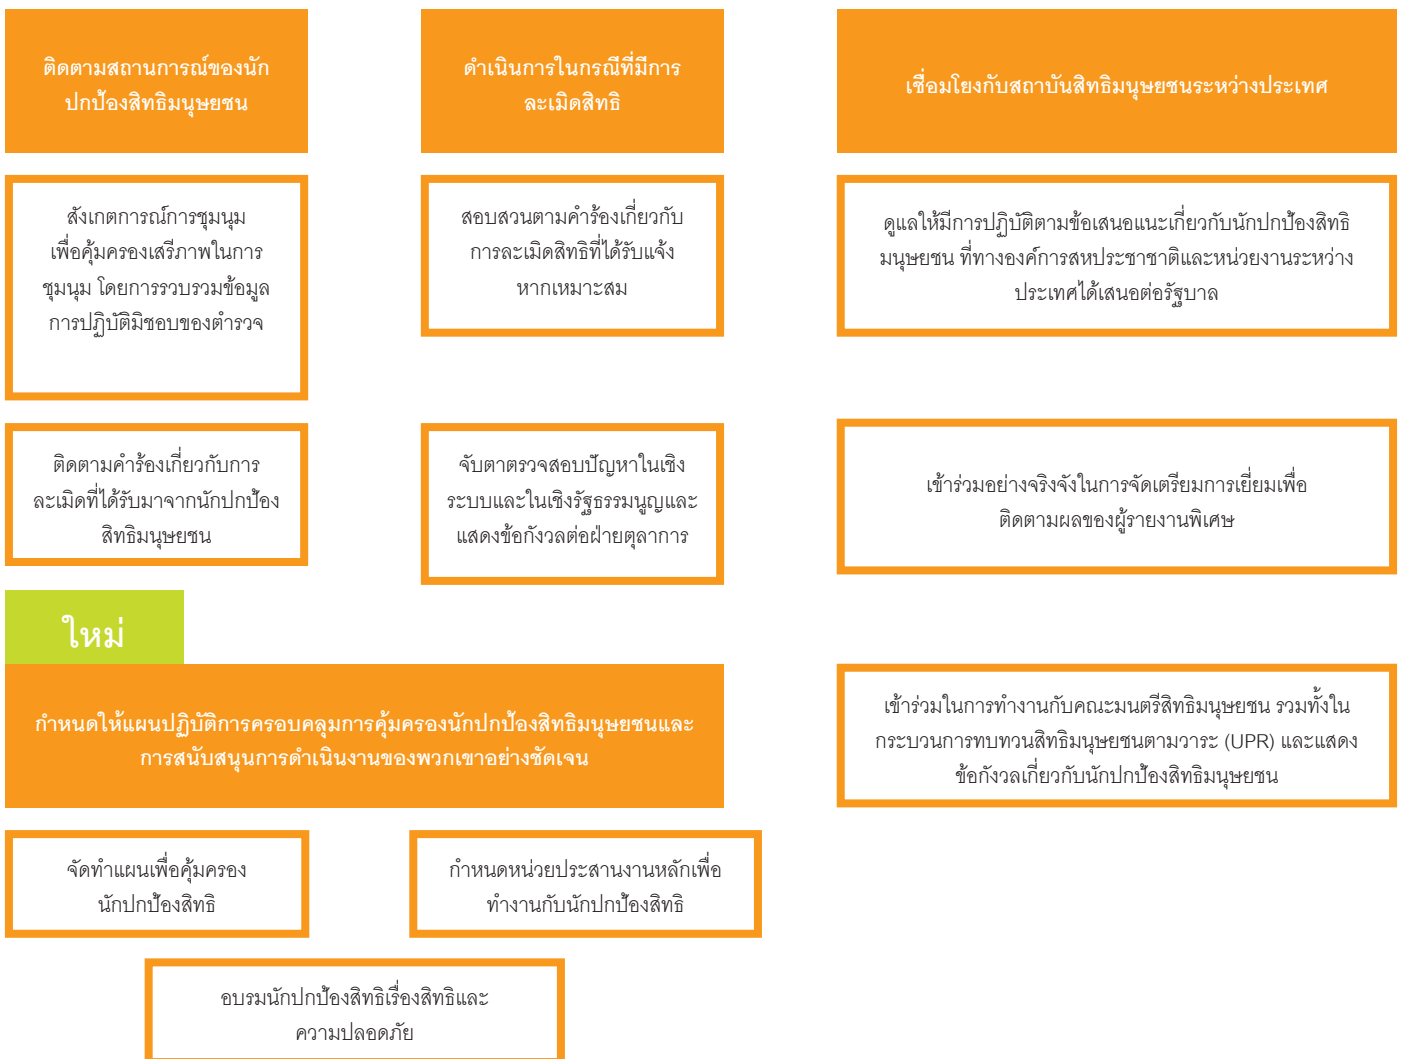 ติดตามสถานการณ์ของนัก
ปกป้องสิทธิมนุษยชน
ดำเนินการในกรณีที่มีการ
ละเมิดสิทธิ
เชื่อมโยงกับสถาบันสิทธิมนุษยชนระหว่างประเทศ
สังเกตการณ์การชุมนุม
เพื่อคุ้มครองเสรีภาพในการ
ชุมนุม โดยการรวบรวมข้อมูล
การปฏิบัติมิชอบของตำรวจ
สอบสวนตามคำร้องเกี่ยวกับ
การละเมิดสิทธิที่ได้รับแจ้ง
หากเหมาะสม
ดูแลให้มีการปฏิบัติตามข้อเสนอแนะเกี่ยวกับนักปกป้องสิทธิ
มนุษยชน ที่ทางองค์การสหประชาชาติและหน่วยงานระหว่าง
ประเทศได้เสนอต่อรัฐบาล
ติดตามคำร้องเกี่ยวกับการ
ละเมิดที่ได้รับมาจากนักปกป้อง
สิทธิมนุษยชน
จับตาตรวจสอบปัญหาในเชิง
ระบบและในเชิงรัฐธรรมนูญและ
แสดงข้อกังวลต่อฝ่ายตุลาการ
เข้าร่วมอย่างจริงจังในการจัดเตรียมการเยี่ยมเพื่อ
ติดตามผลของผู้รายงานพิเศษ
ใหม่
กำหนดให้แผนปฏิบัติการครอบคลุมการคุ้มครองนักปกป้องสิทธิมนุษยชนและ
การสนับสนุนการดำเนินงานของพวกเขาอย่างชัดเจน
เข้าร่วมในการทำงานกับคณะมนตรีสิทธิมนุษยชน รวมทั้งใน
กระบวนการทบทวนสิทธิมนุษยชนตามวาระ (UPR) และแสดง
ข้อกังวลเกี่ยวกับนักปกป้องสิทธิมนุษยชน
จัดทำแผนเพื่อคุ้มครอง
นักปกป้องสิทธิ
กำหนดหน่วยประสานงานหลักเพื่อ
ทำงานกับนักปกป้องสิทธิ
อบรมนักปกป้องสิทธิเรื่องสิทธิและ
ความปลอดภัย